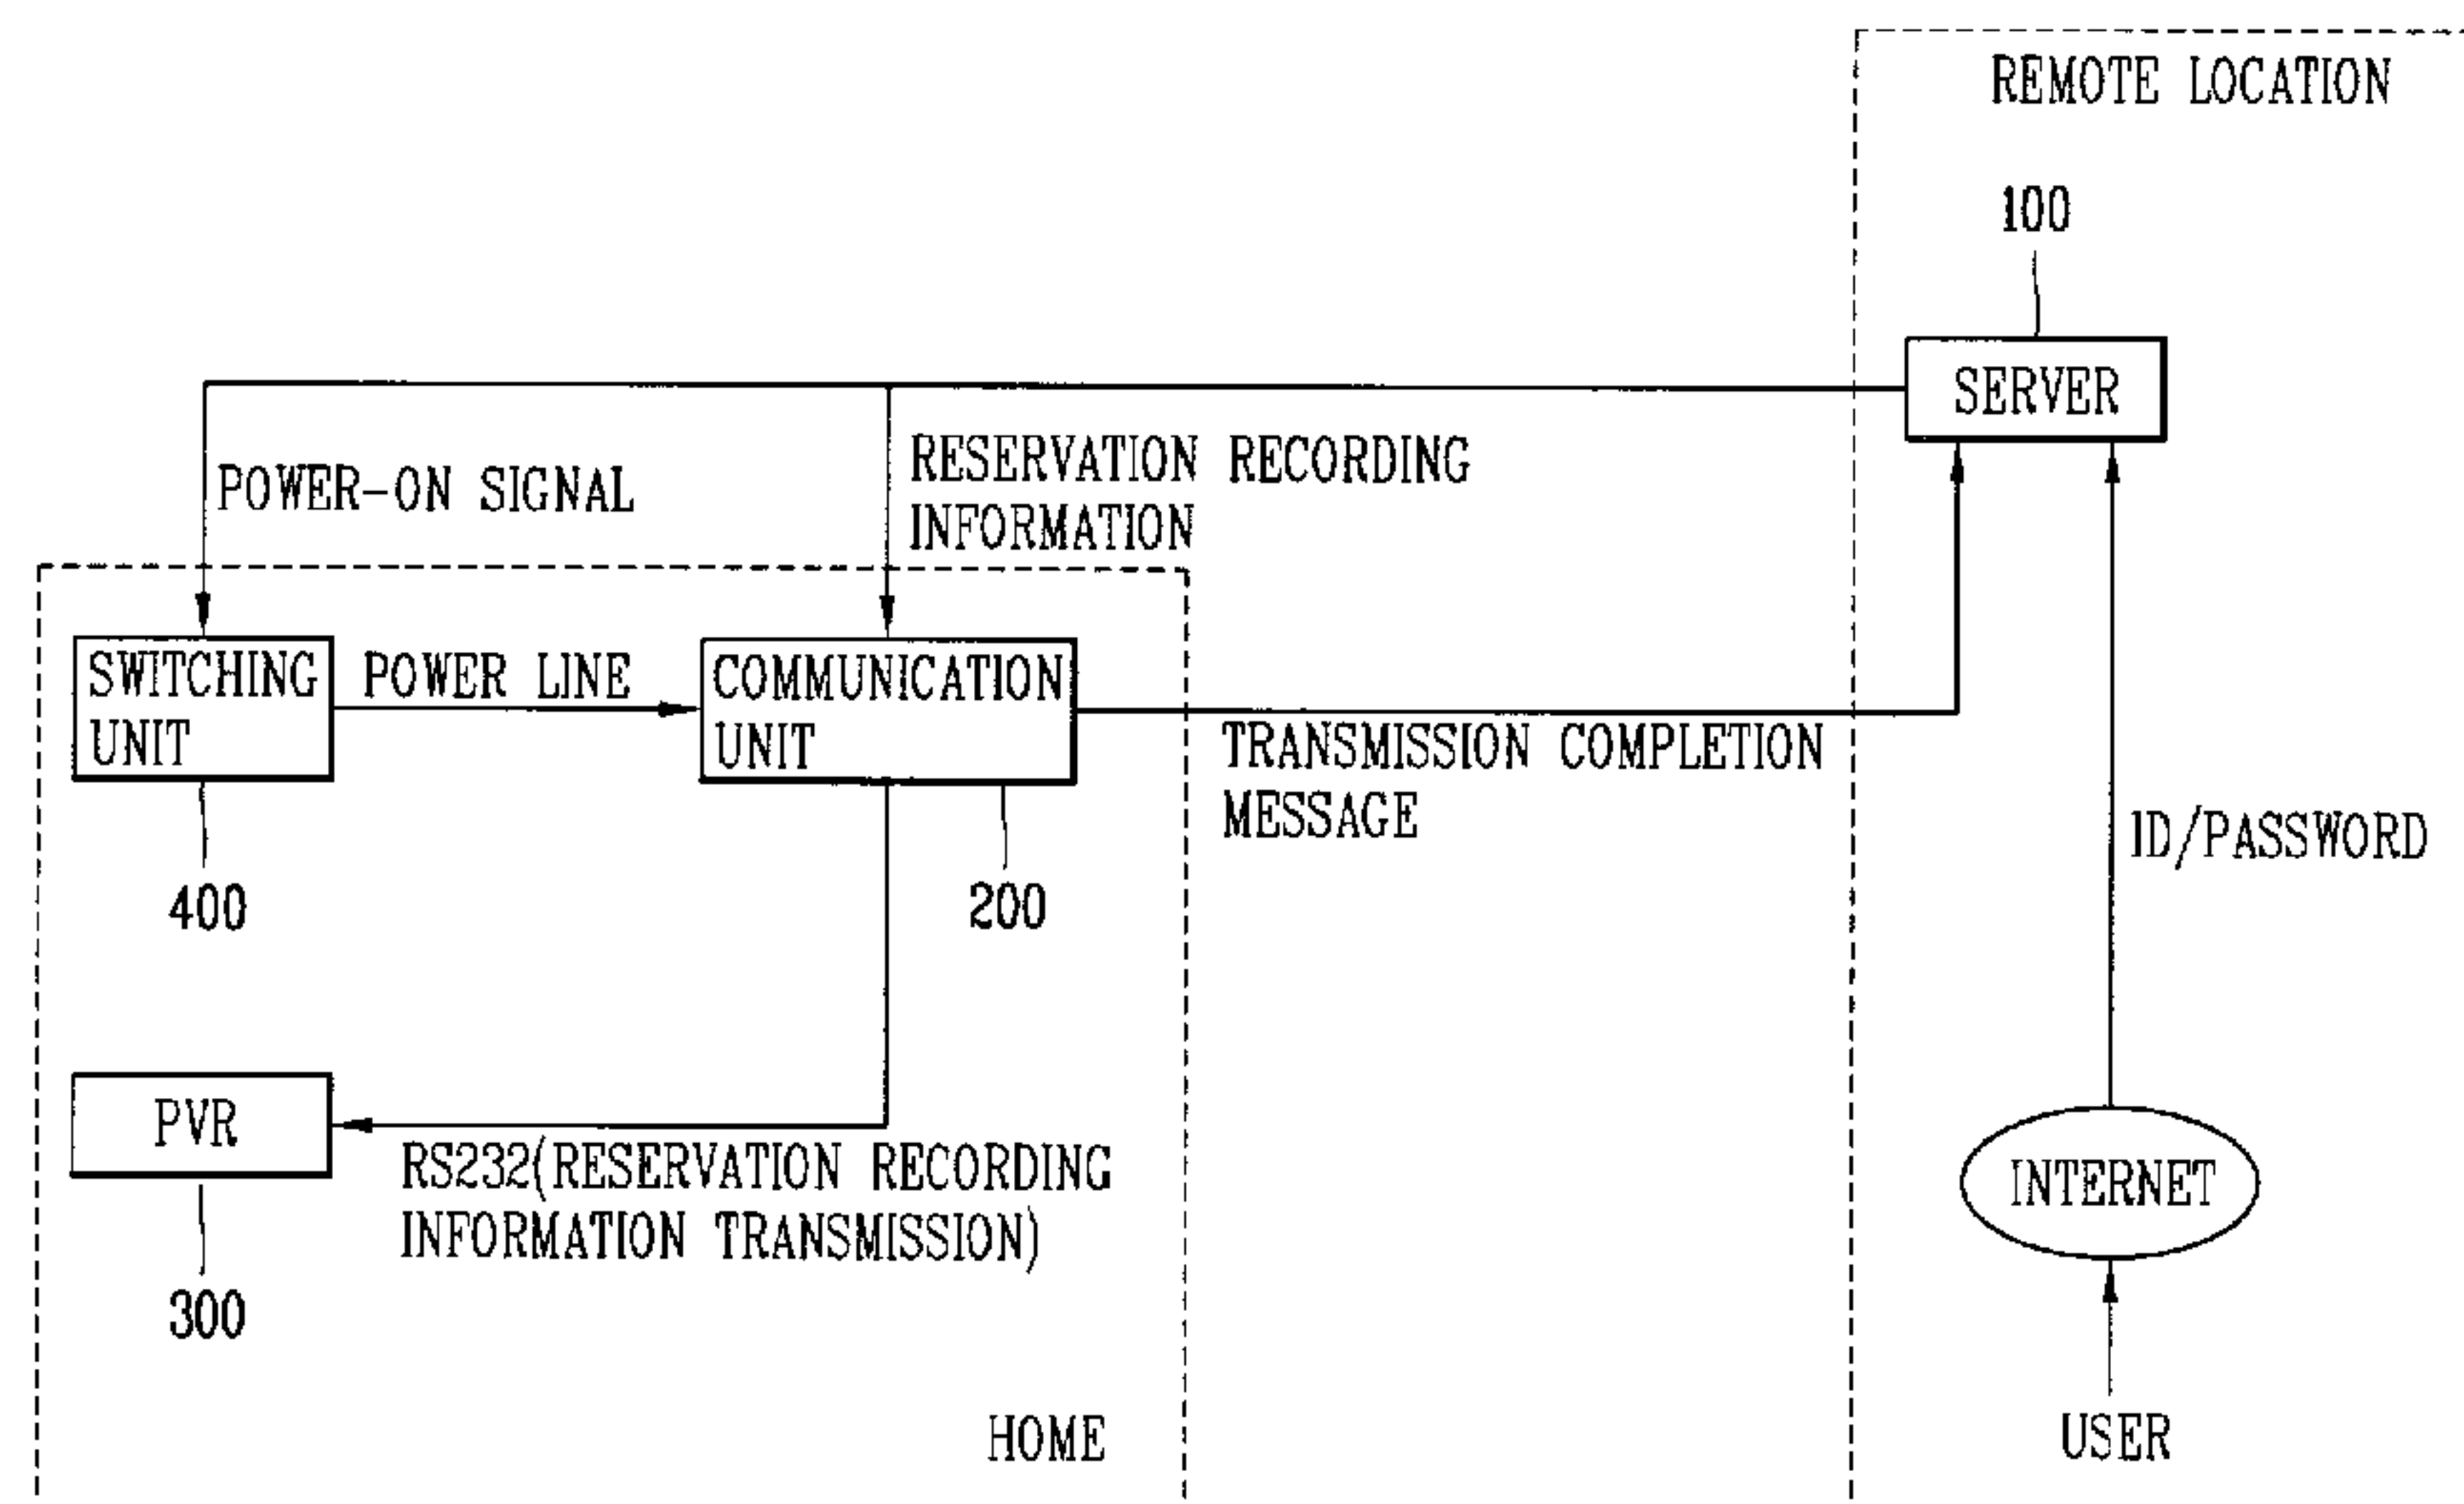 REMOTE LOCATION
100
SERVER
POWER-ON SIGNAL
RESERVATION RECORDING
INFORMATION
SWITCHING
UNIT
POWER LINE
COMMUNICATION
UNIT
TRANSMISSION COMPLETION
MESSAGE
ID/PASSWORD
400
200
PVR
RS232(RESERVATION RECORDING
INFORMATION TRANSMISSION)
INTERNET
300
HOME
USER